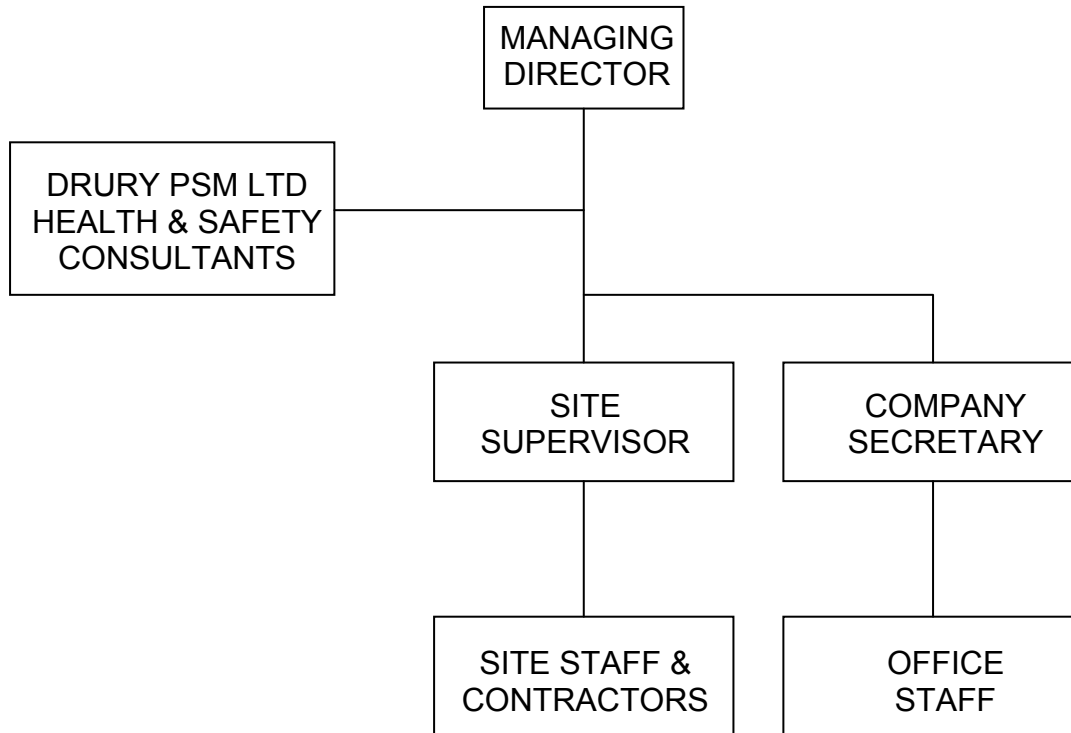 MANAGING
DIRECTOR
DRURY PSM LTD
HEALTH & SAFETY
CONSULTANTS
SITE
SUPERVISOR
COMPANY
SECRETARY
SITE STAFF &
CONTRACTORS
OFFICE
STAFF